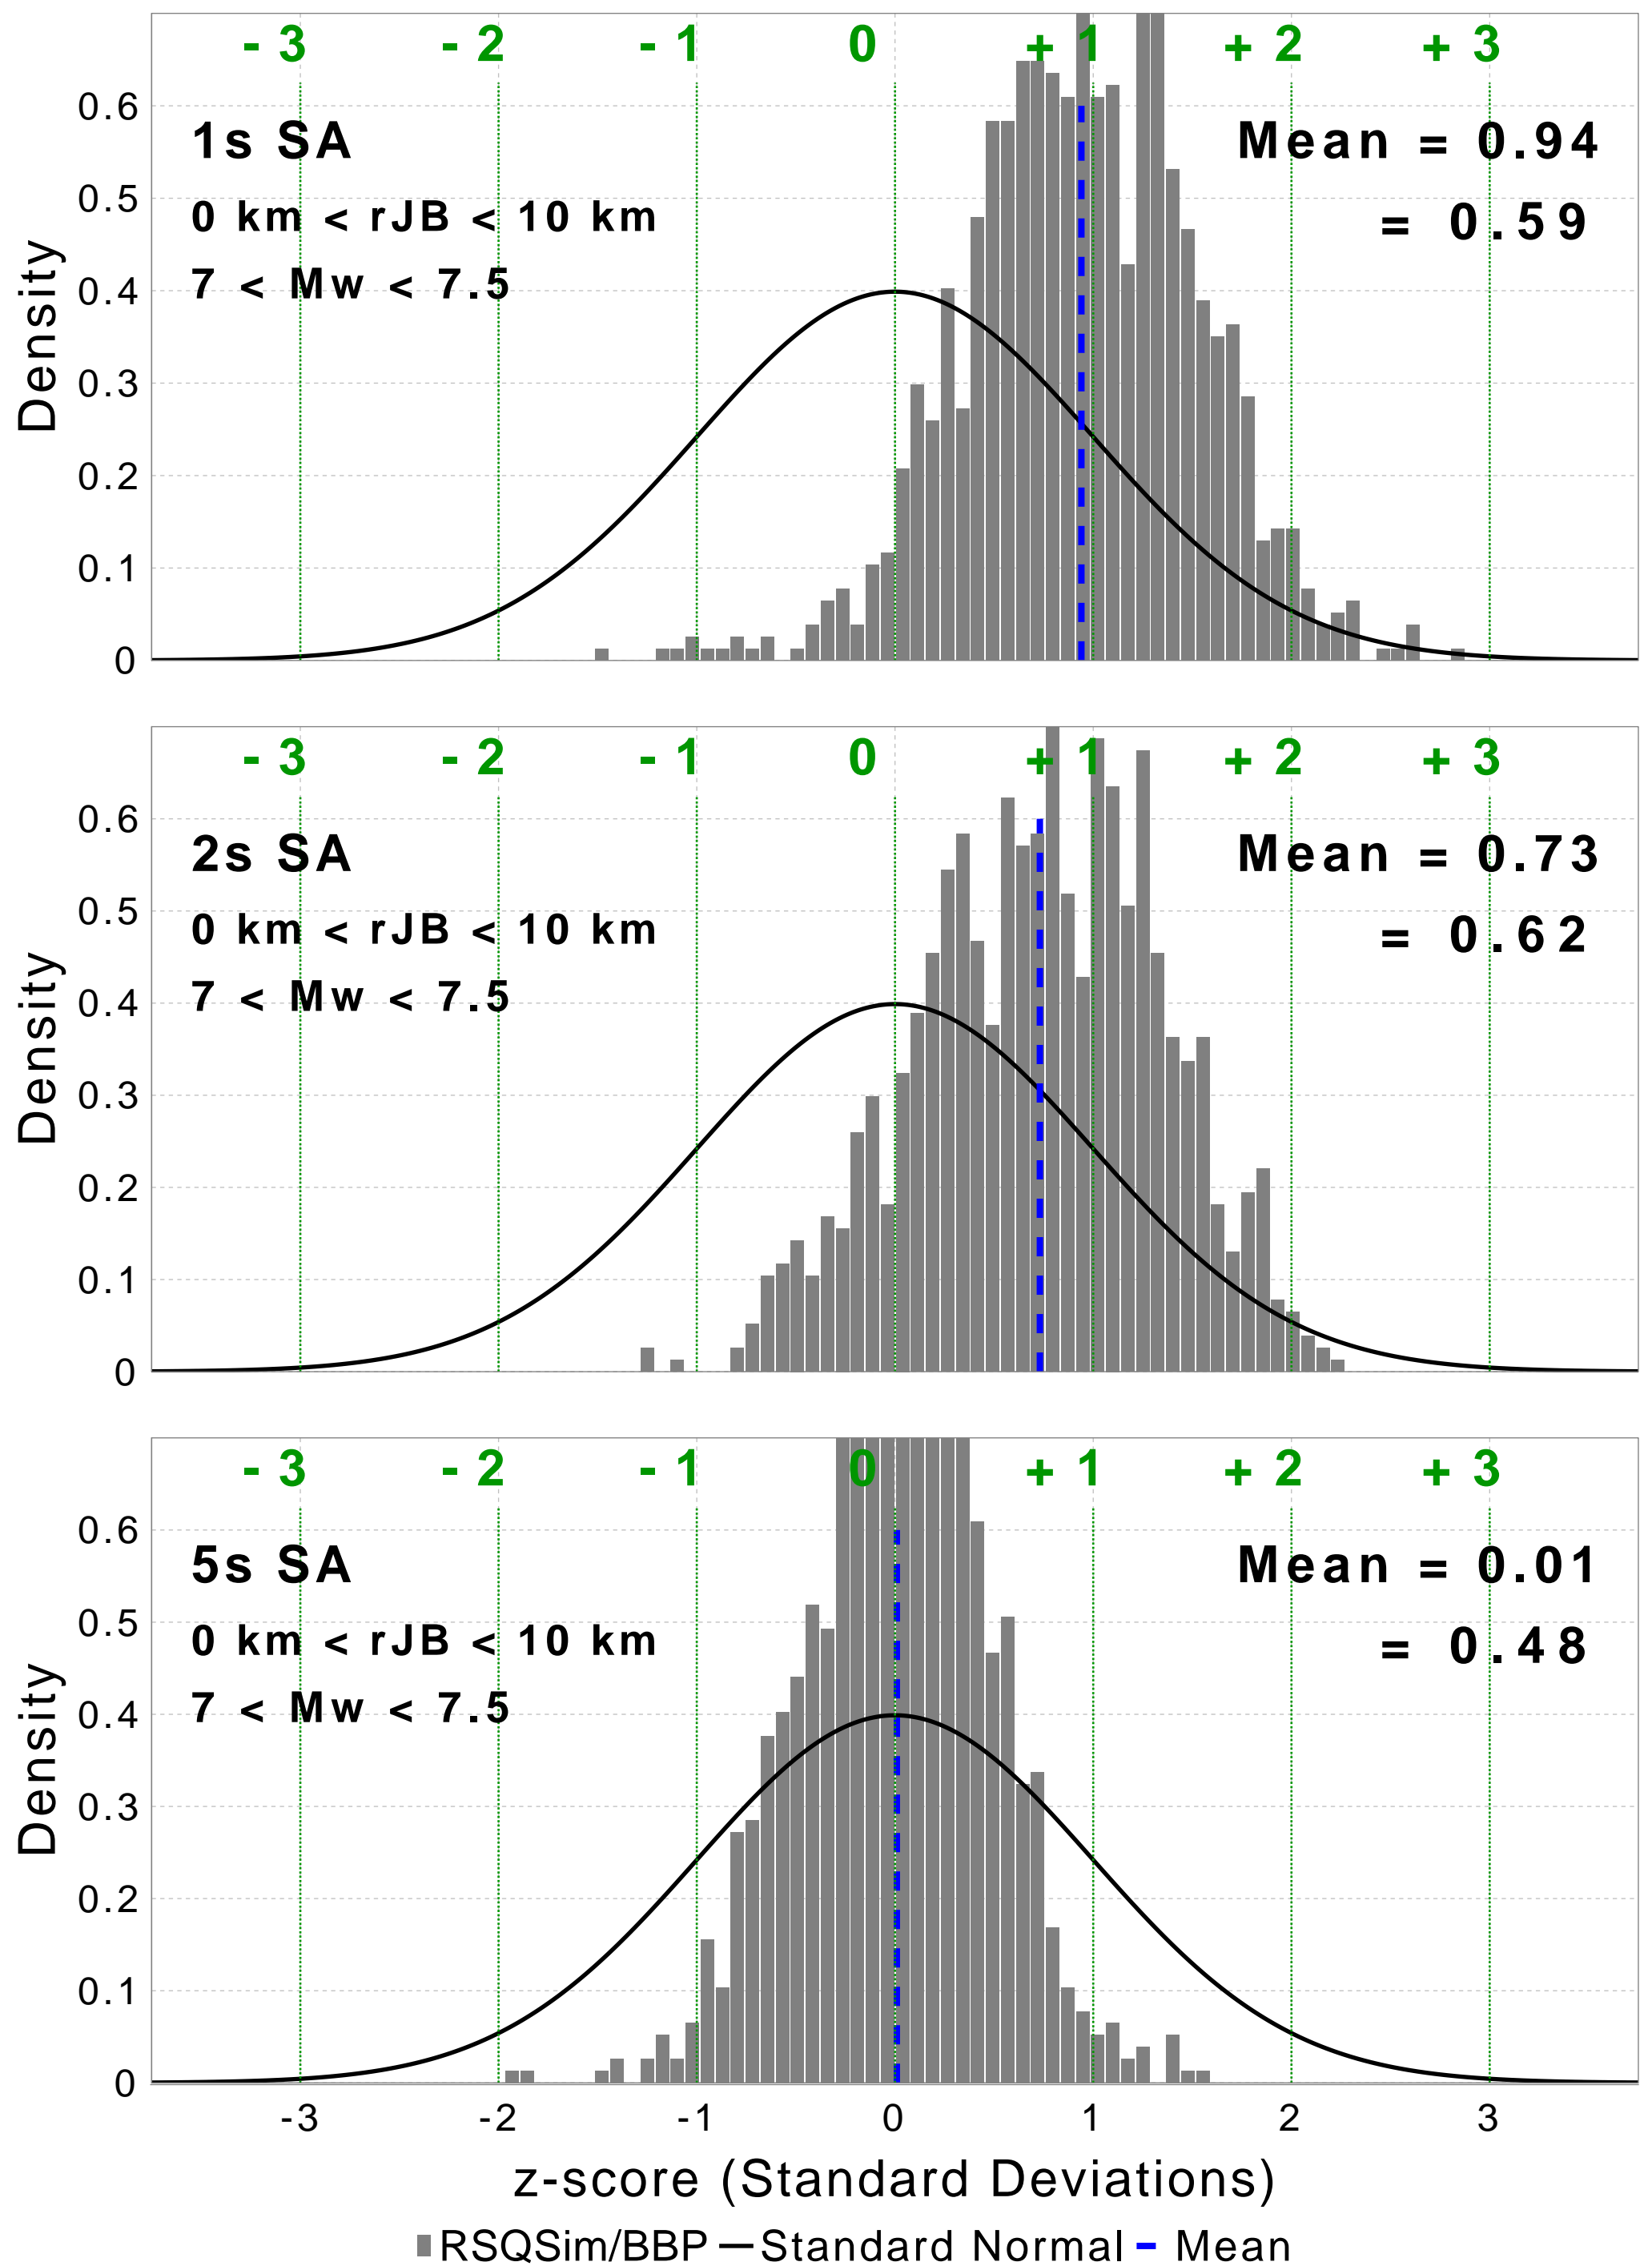 - 3 - 2 - 1 0 + 1 + 2 + 3
0.6
1s SA
Mean = 0.94
0.5
0 km < rJB < 10 km
= 0.59
7 < Mw < 7.5
0.4
Density
0.3
0.2
0.1
0
- 3 - 2 - 1 0 + 1 + 2 + 3
0.6
2s SA
Mean = 0.73
0.5
0 km < rJB < 10 km
= 0.62
7 < Mw < 7.5
0.4
Density
0.3
0.2
0.1
0
- 3 - 2 - 1 0 + 1 + 2 + 3
0.6
5s SA
Mean = 0.01
0.5
0 km < rJB < 10 km
= 0.48
7 < Mw < 7.5
0.4
Density
0.3
0.2
0.1
0
-3 -2 -1 0 1 2 3
z-score (Standard Deviations)
RSQSim/BBP Standard Normal Mean